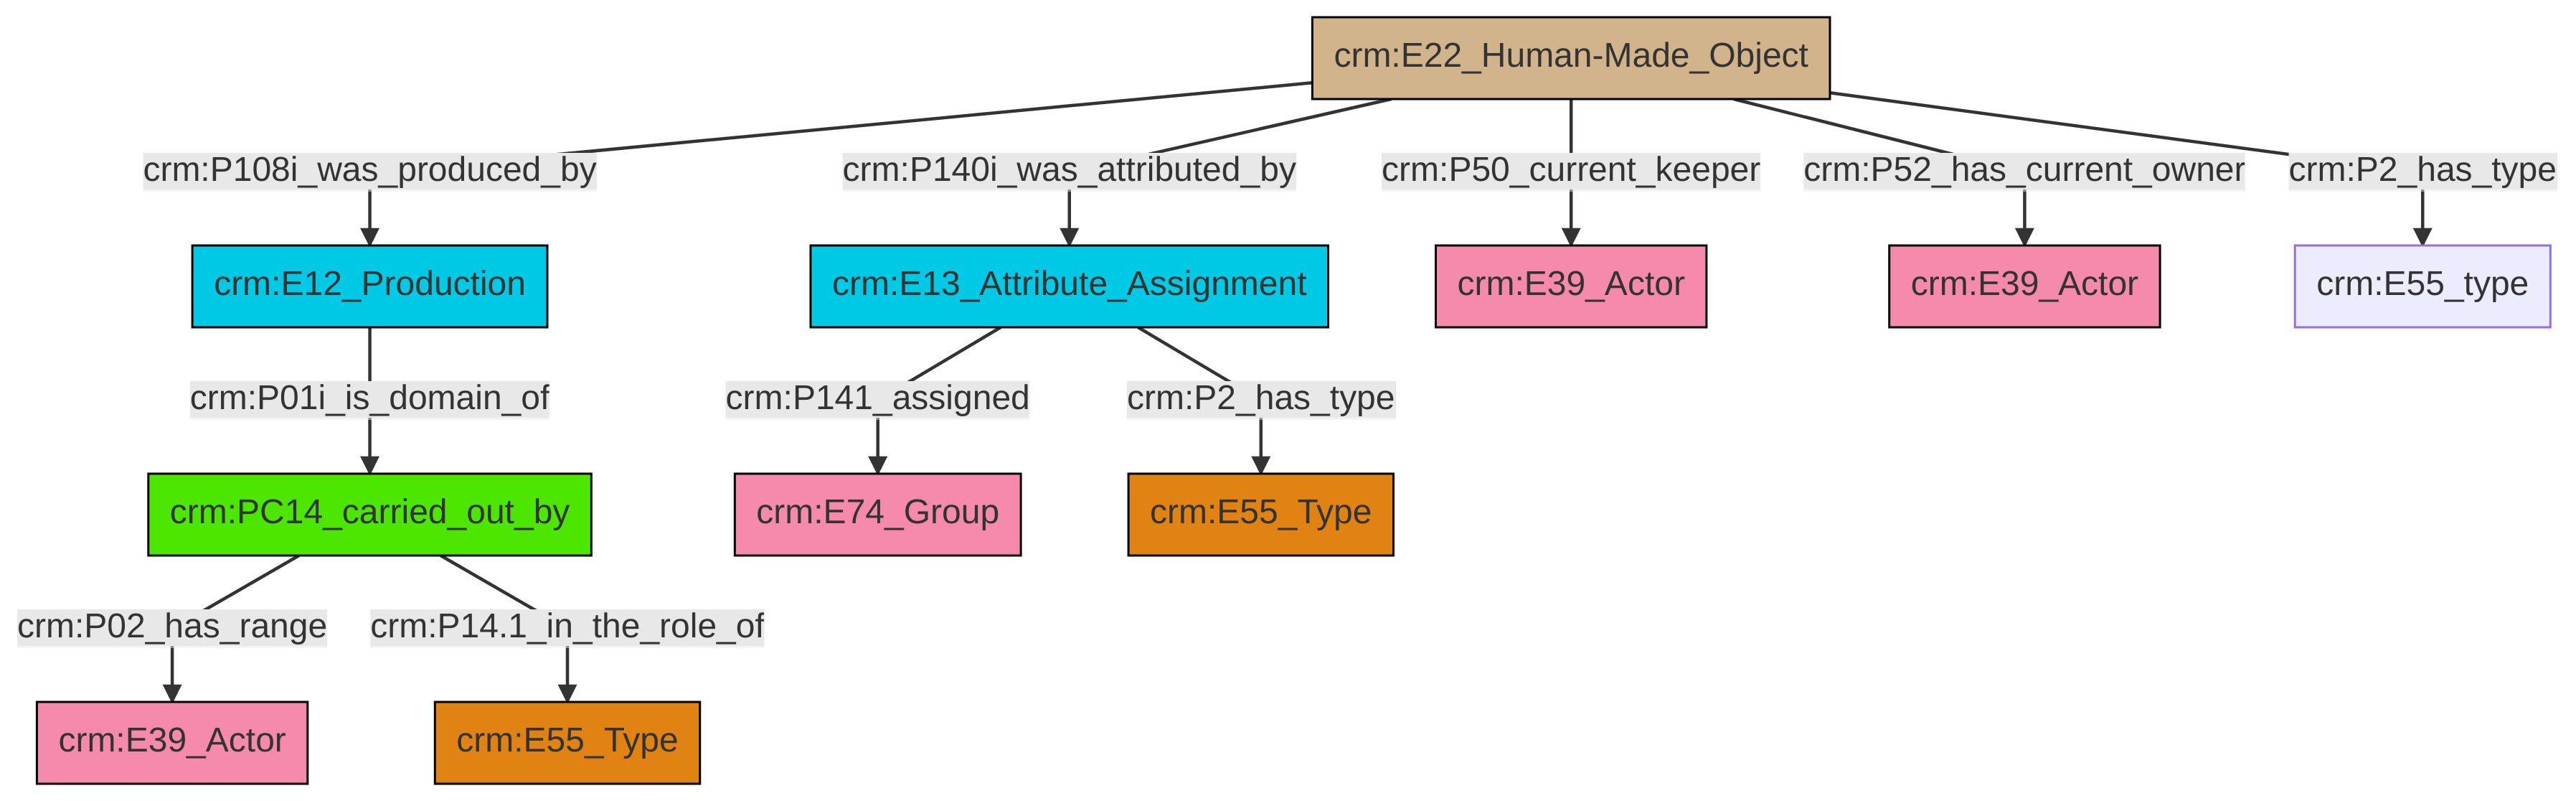 crm:E22_Human-Made_Object
crm:P108i_was_produced_by
crm:P140i_was_attributed_by
crm:P50_current_keeper
crm:P52_has_current_owner
crm:P2_has_type
crm:E12_Production
crm:E13_Attribute_Assignment
crm:E39_Actor
crm:E39_Actor
crm:E55_type
crm:P01i_is_domain_of
crm:P141_assigned
crm:P2_has_type
crm:PC14_carried_out_by
crm:E74_Group
crm:E55_Type
crm:P02_has_range
crm:P14.1_in_the_role_of
crm:E39_Actor
crm:E55_Type